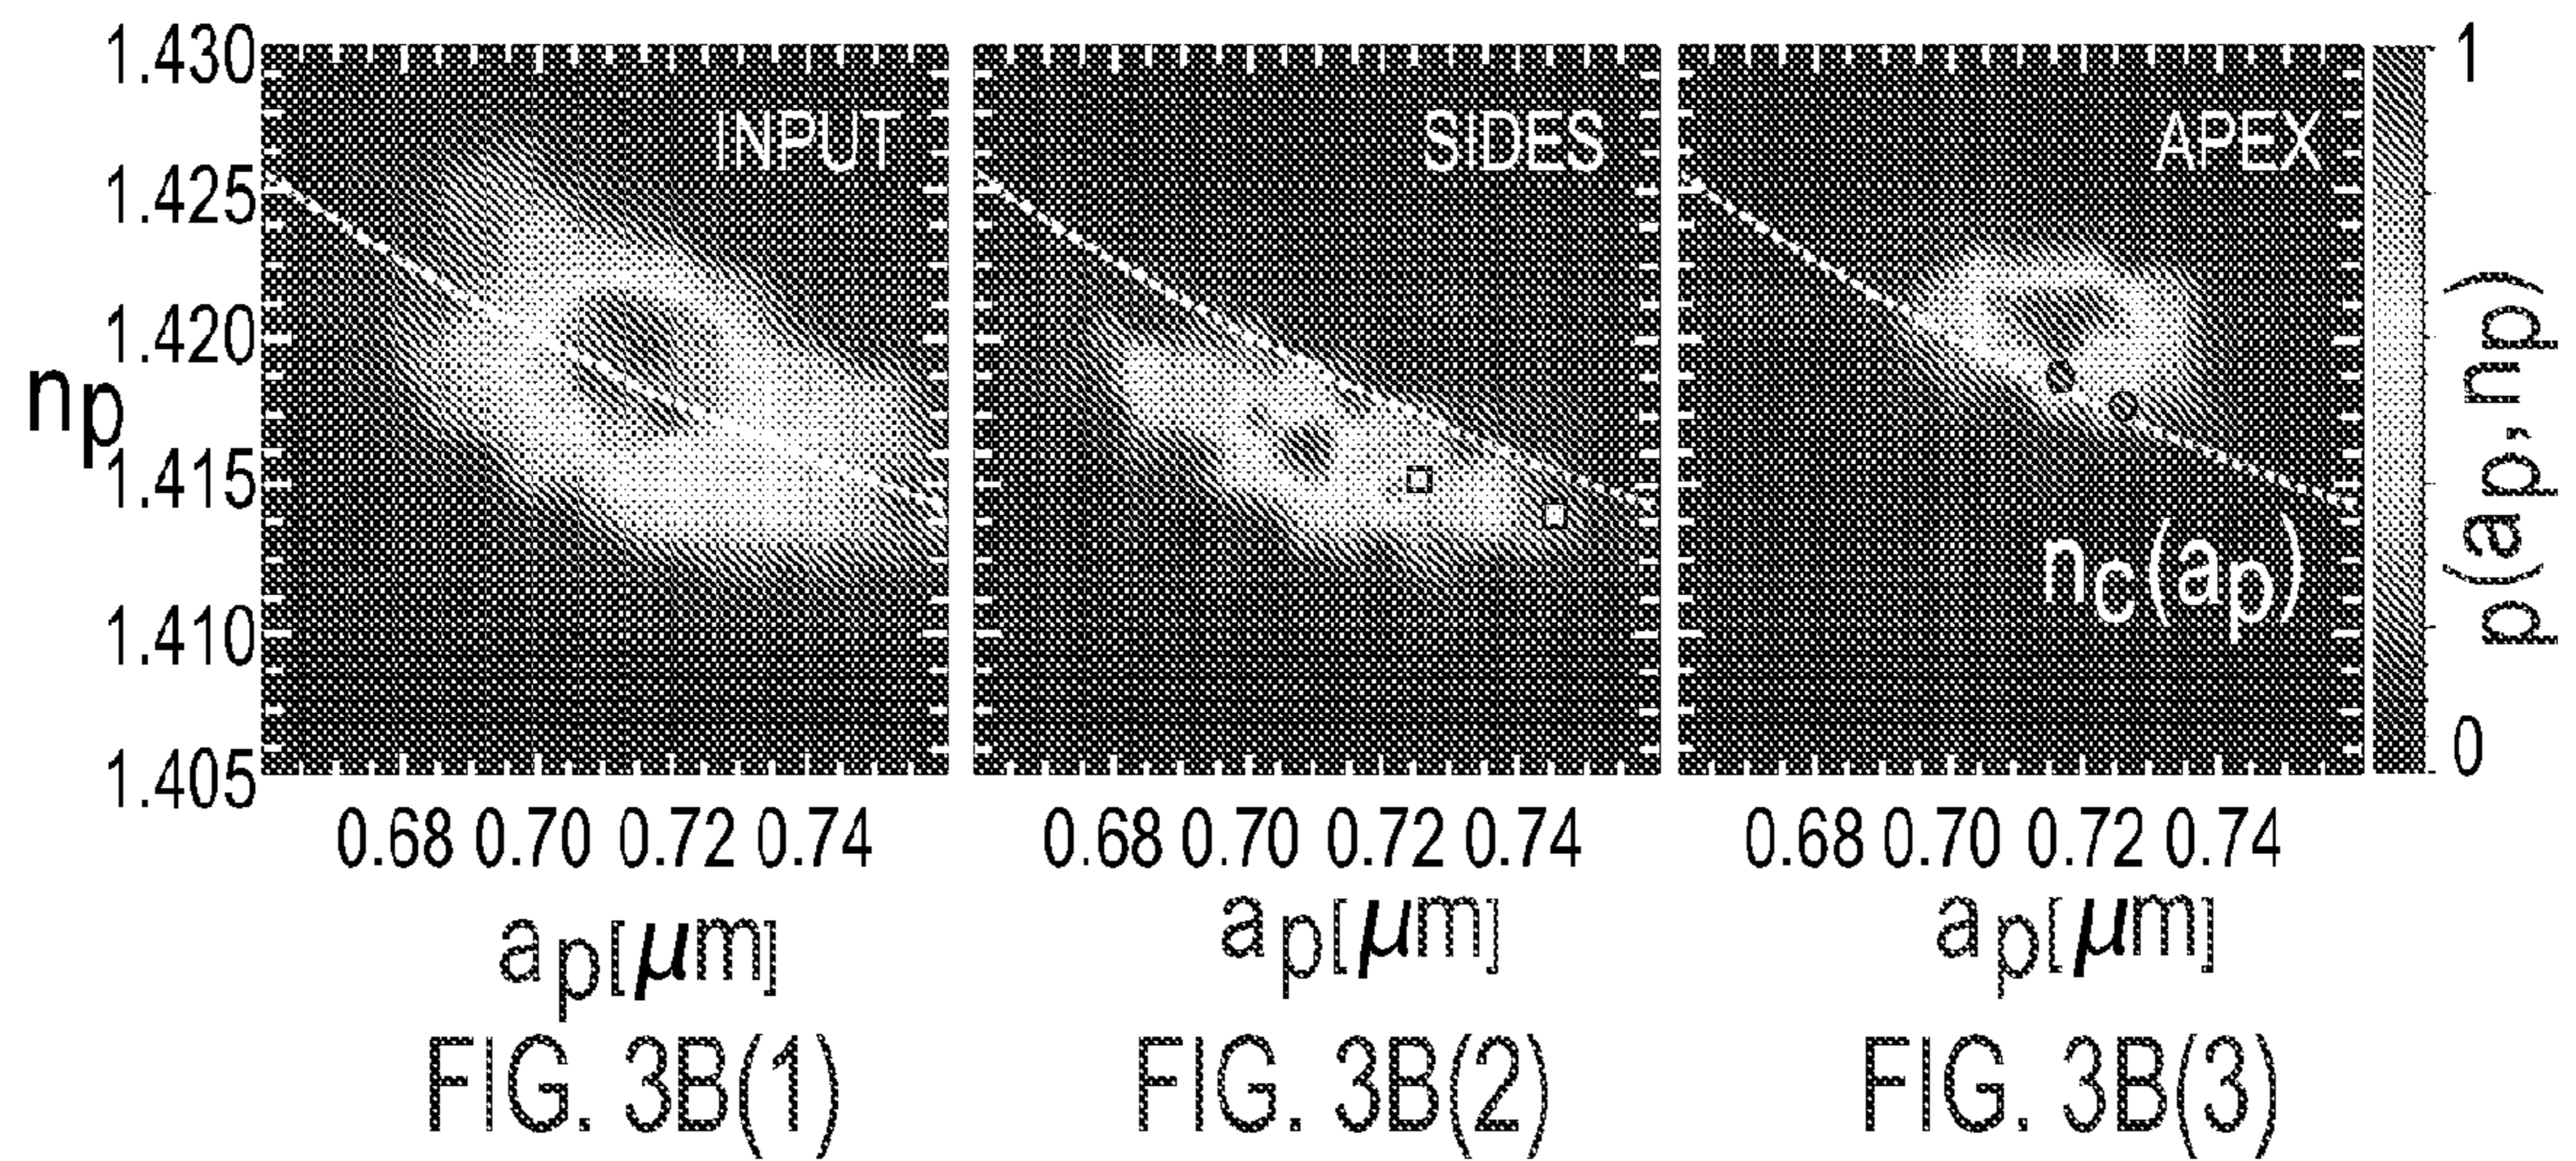 1.430
1.425
1.420
1.415
1.410
1.405
np
INPUT
SIDES
APEX
nc(ap)
1
0
p(ap,np)
0.68 0.70 0.72 0.74
0.68 0.70 0.72 0.74
0.68 0.70 0.72 0.74
ap[μm]
ap[μm]
ap[μm]
FIG. 3B(1)
FIG. 3B(2)
FIG. 3B(3)